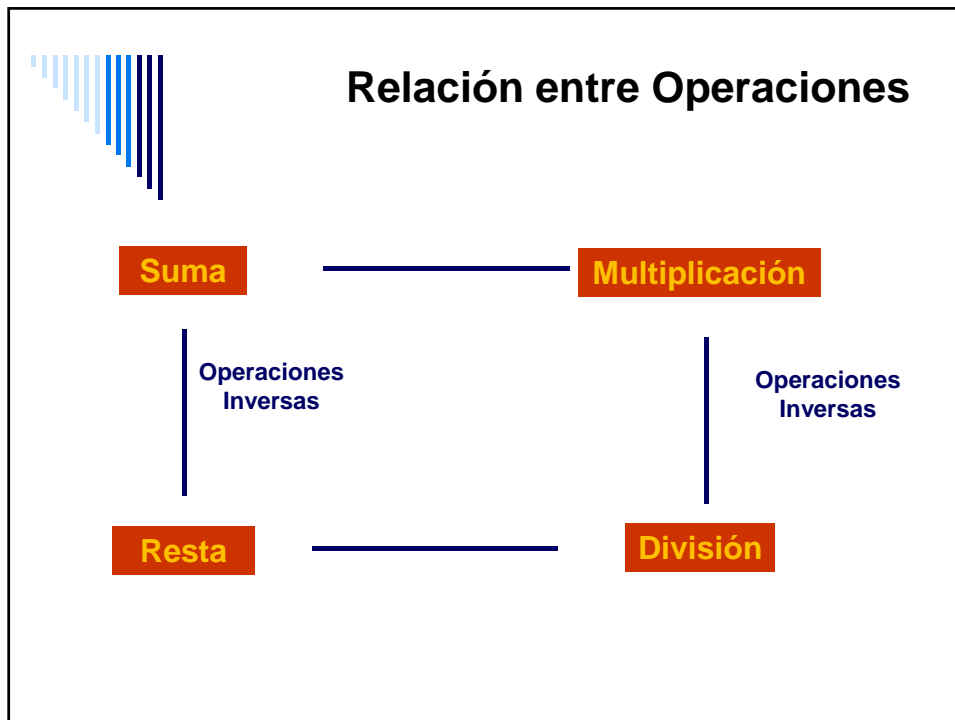 Relación entre Operaciones
Suma
Multiplicación
Operaciones
Inversas
Operaciones
Inversas
Resta
División